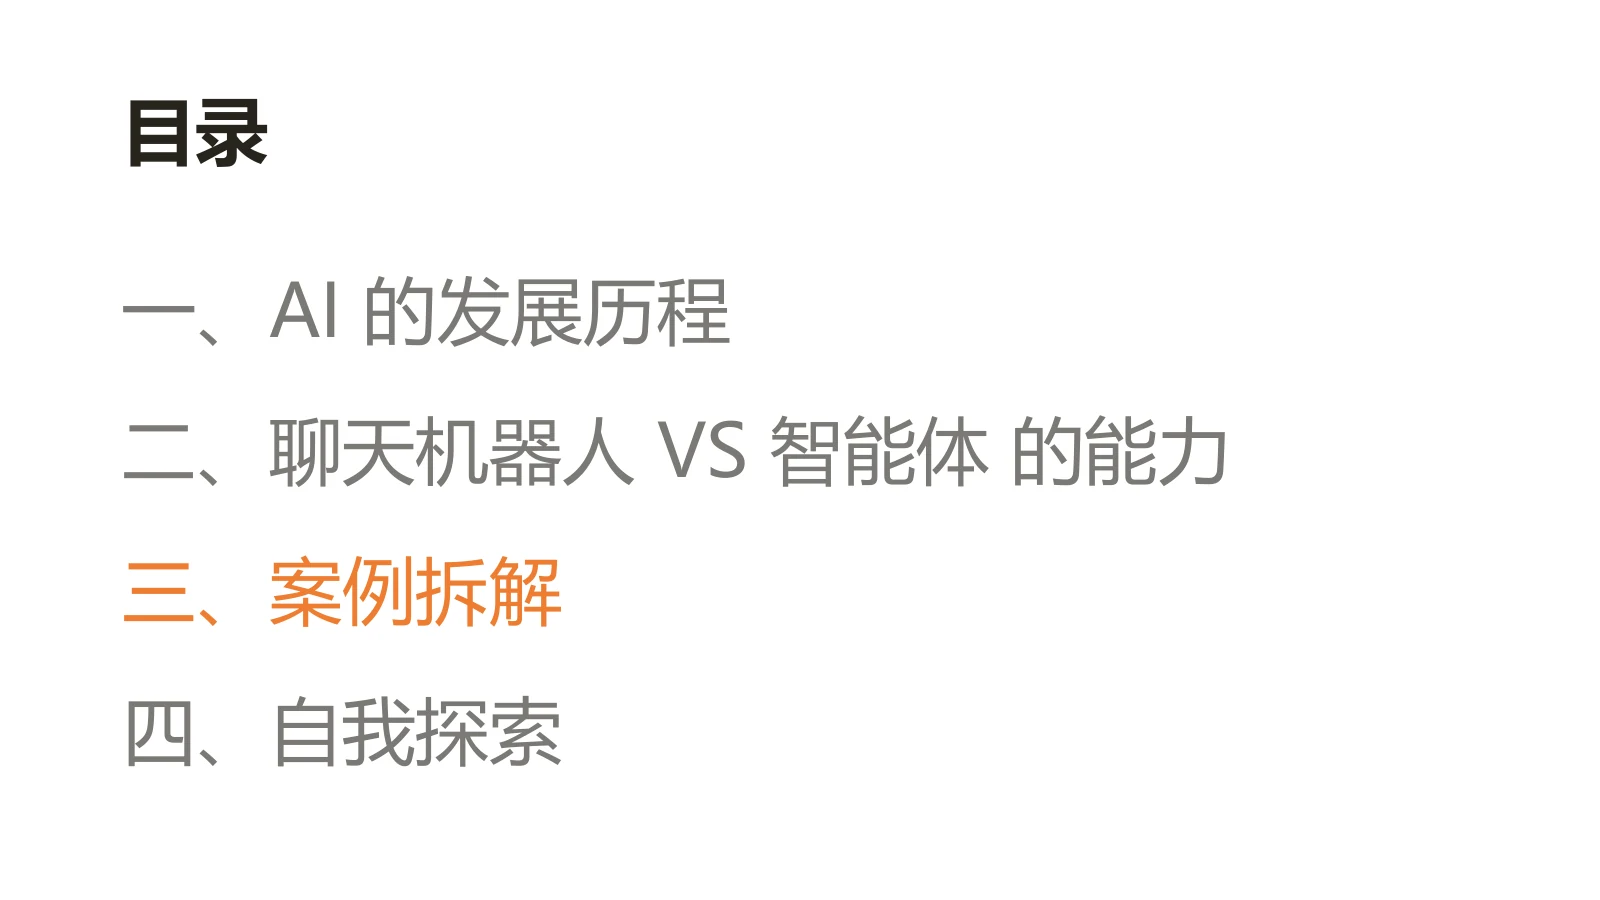 目录
一、AI 的发展历程
二、聊天机器人 VS 智能体 的能力
三、案例拆解
四、自我探索